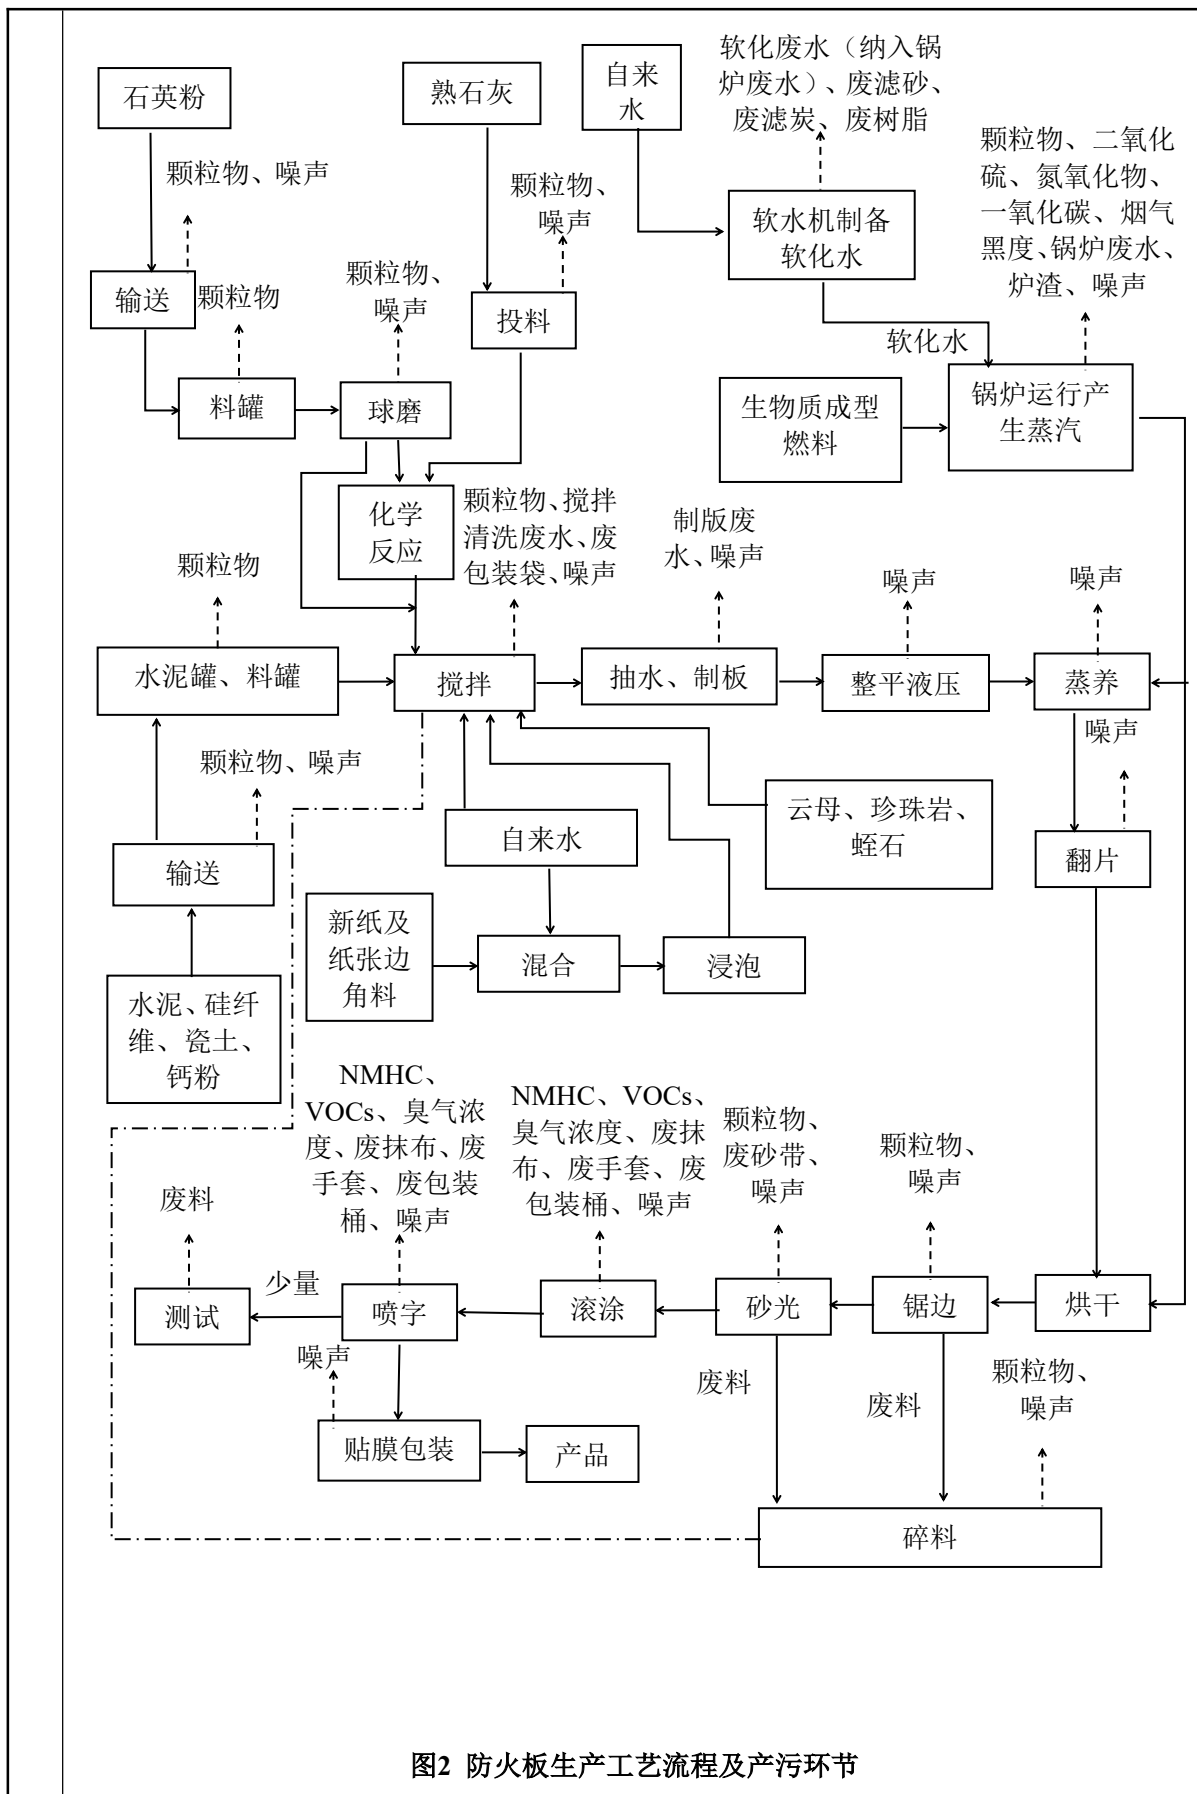 石英粉
熟石灰
自来
水
软化废水（纳入锅
炉废水）、废滤砂、
废滤炭、废树脂
颗粒物、二氧化
硫、氮氧化物、
一氧化碳、烟气
黑度、锅炉废水、
炉渣、噪声
颗粒物、噪声
颗粒物、
噪声
软水机制备
软化水
输送
颗粒物
颗粒物、
噪声
投料
软化水
料罐
球磨
生物质成型
燃料
锅炉运行产
生蒸汽
化学
反应
颗粒物、搅拌
清洗废水、废
包装袋、噪声
制版废
水、噪声
颗粒物
噪声
噪声
水泥罐、料罐
搅拌
抽水、制板
整平液压
蒸养
噪声
颗粒物、噪声
自来水
云母、珍珠岩、
蛭石
翻片
输送
新纸及
纸张边
角料
混合
浸泡
水泥、硅纤
维、瓷土、
钙粉
NMHC、
VOCs、臭气浓
度、废抹布、废
手套、废包装
桶、噪声
NMHC、VOCs、
臭气浓度、废抹
布、废手套、废
包装桶、噪声
颗粒物、
废砂带、
噪声
颗粒物、
噪声
废料
少量
测试
喷字
滚涂
砂光
锯边
烘干
噪声
废料
废料
颗粒物、
噪声
贴膜包装
产品
碎料
图2 防火板生产工艺流程及产污环节